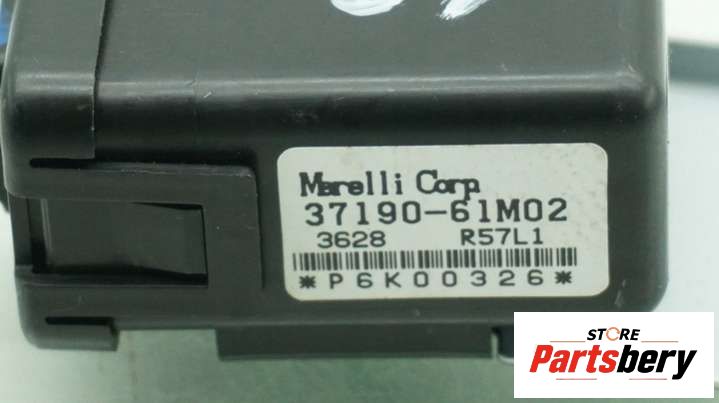 Marelli Corp
37190-61M02
3628 R57L1
*P6K00326*
STORE
Partsbery